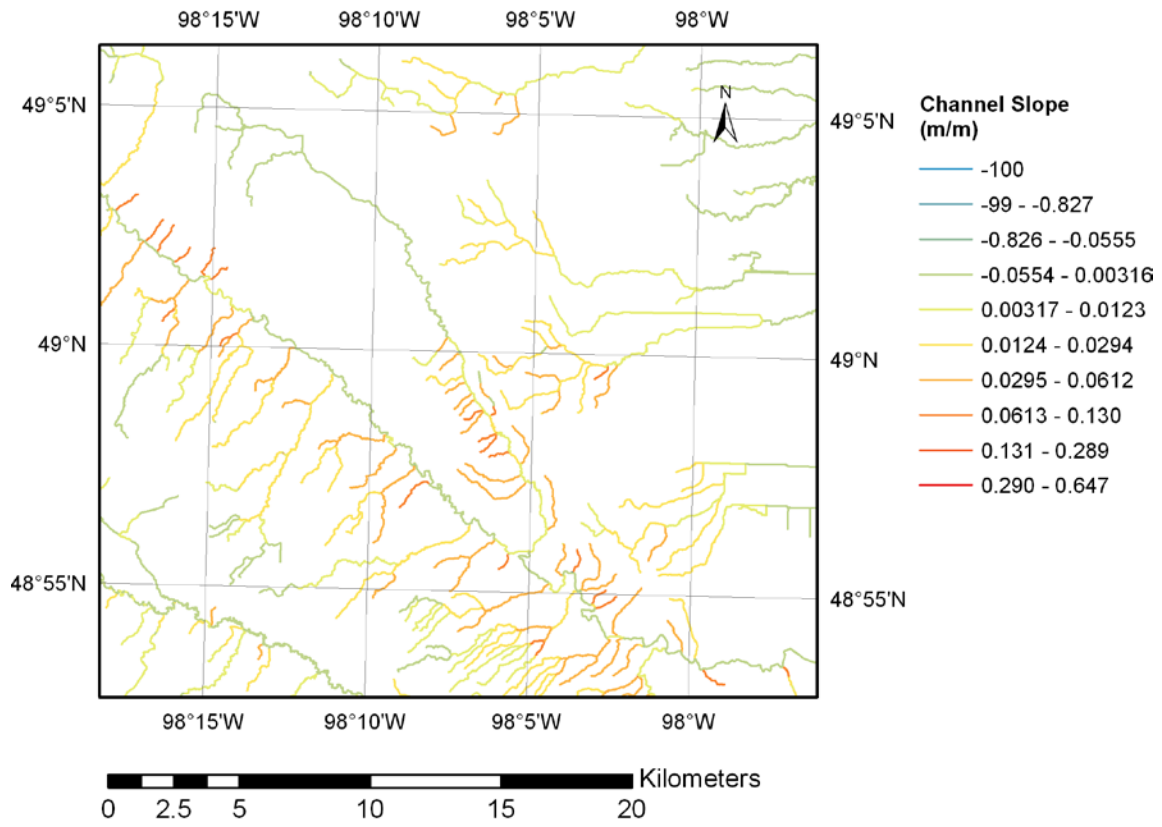 98°15'W 98°10'W 98°5'W 98°W
49°5'N
49°N
48°55'N
N
49°5'N
49°N
48°55'N
98°15'W 98°10'W 98°5'W 98°W
Channel Slope
(m/m)
-100
-99 - -0.827
-0.826 - -0.0555
-0.0554 - 0.00316
0.00317 - 0.0123
0.0124 - 0.0294
0.0295 - 0.0612
0.0613 - 0.130
0.131 - 0.289
0.290 - 0.647
Kilometers
0 2.5 5 10 15 20